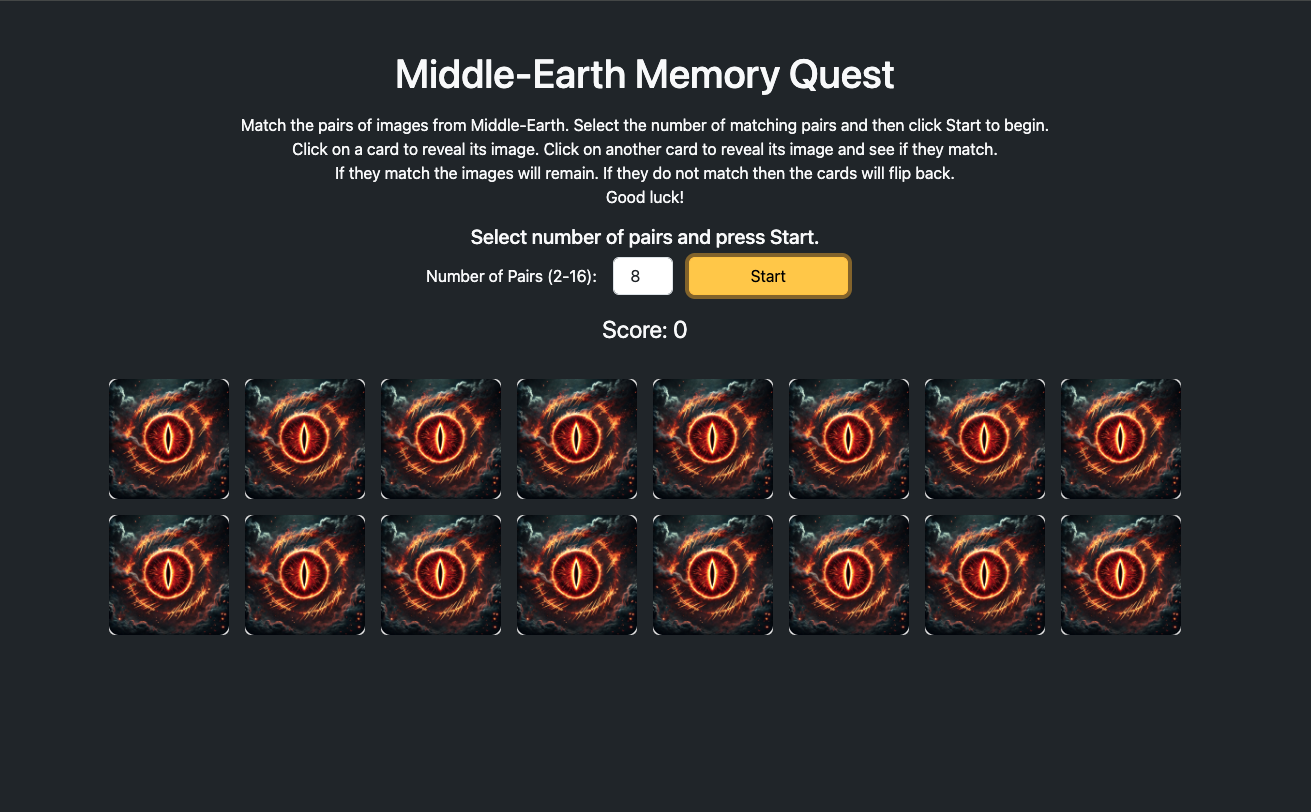 Middle-Earth Memory Quest
Match the pairs of images from Middle-Earth. Select the number of matching pairs and then click Start to begin.
Click on a card to reveal its image. Click on another card to reveal its image and see if they match.
If they match the images will remain. If they do not match then the cards will flip back.
Good luck!
Select number of pairs and press Start.
Number of Pairs (2-16): 8 Start
Score: 0